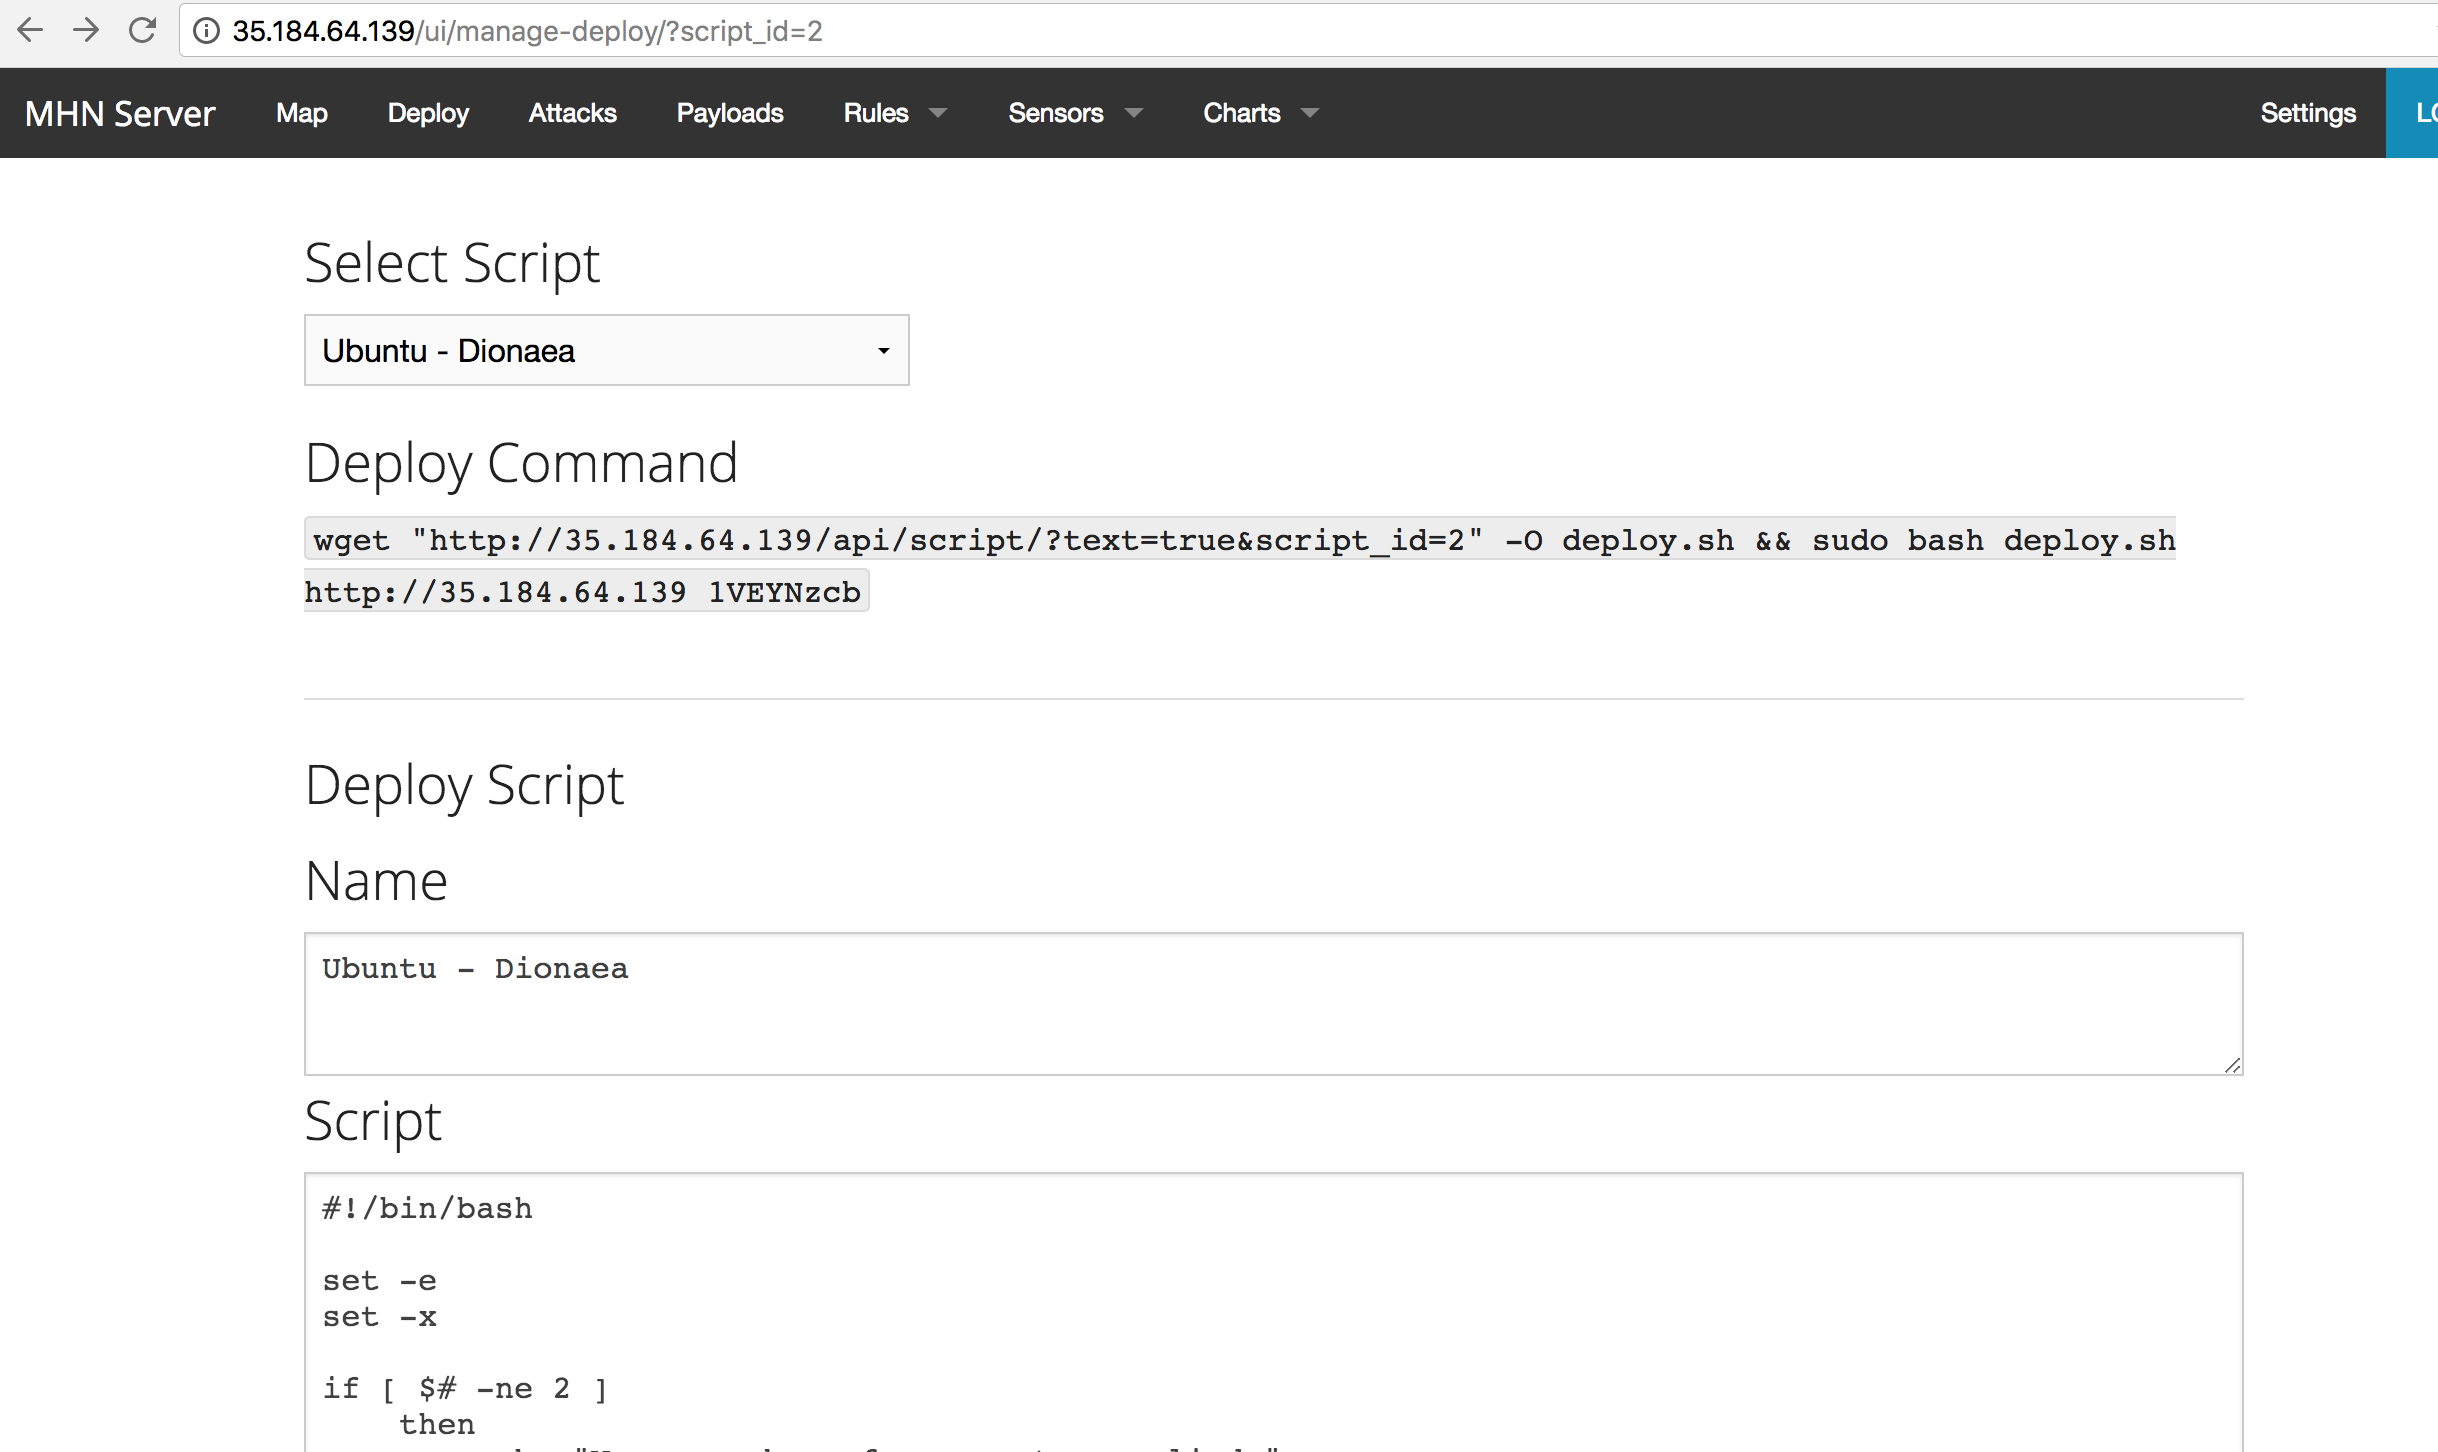 35.184.64.139/ui/manage-deploy/?script_id=2
MHN Server Map Deploy Attacks Payloads Rules Sensors Charts Settings
Select Script
Ubuntu - Dionaea
Deploy Command
wget "http://35.184.64.139/api/script/?text=true&script_id=2" -O deploy.sh && sudo bash deploy.sh
http://35.184.64.139 1VEYNzcb
Deploy Script
Name
Ubuntu - Dionaea
Script
#!/bin/bash
set -e
set -x
if [ $# -ne 2 ]
then